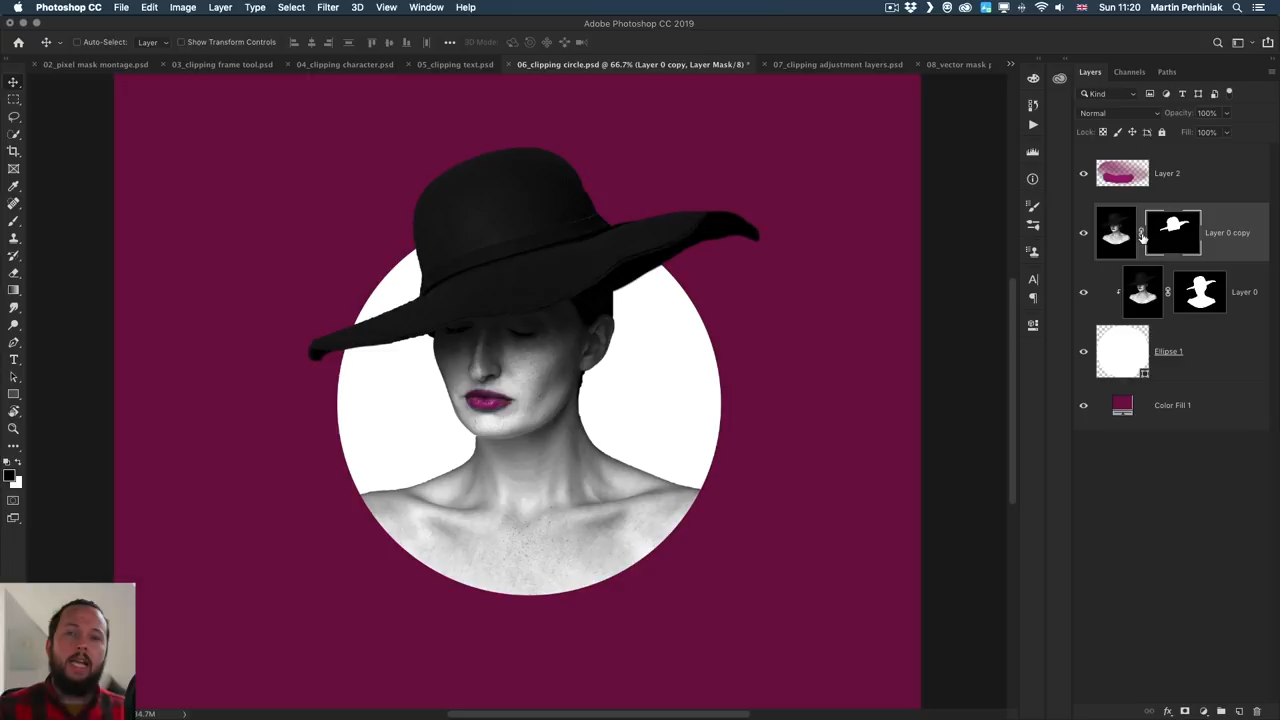 Photoshop CC File Edit Image Layer Type Select Filter 3D View Window Help Sun 11:20 Martin Perhiniak
Adobe Photoshop CC 2019
Auto-Select: Layer Show Transform Controls 3D Mode:
02_pixel mask montage.psd 03_clipping frame tool.psd 04_clipping character.psd 05_clipping text.psd 06_clipping circle.psd @ 66.7% (Layer 0 copy, Layer Mask/8) * 07_clipping adjustment layers.psd 08_vector mask p
Layers Channels Paths
Kind
Normal Opacity: 100%
Lock: Fill: 100%
Layer 2
Layer 0 copy
Layer 0
Ellipse 1
Color Fill 1
34.7M